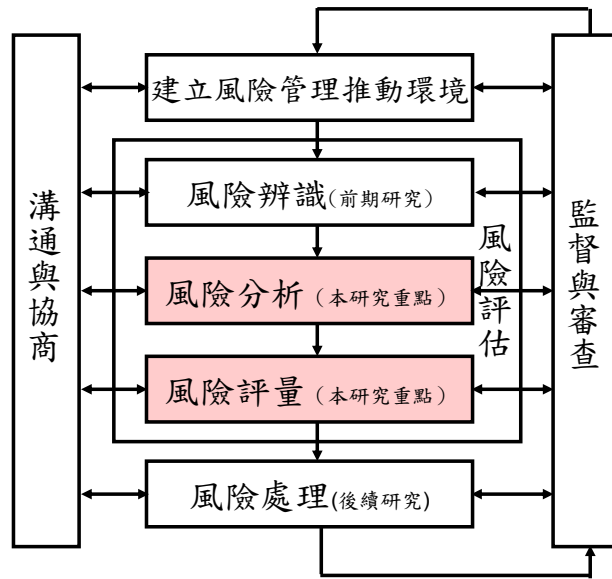 建立風險管理推動環境
風險辨識(前期研究)
風險分析（本研究重點）
風險評量（本研究重點）
風險處理(後續研究)
溝通與協商
風險評估
監督與審查